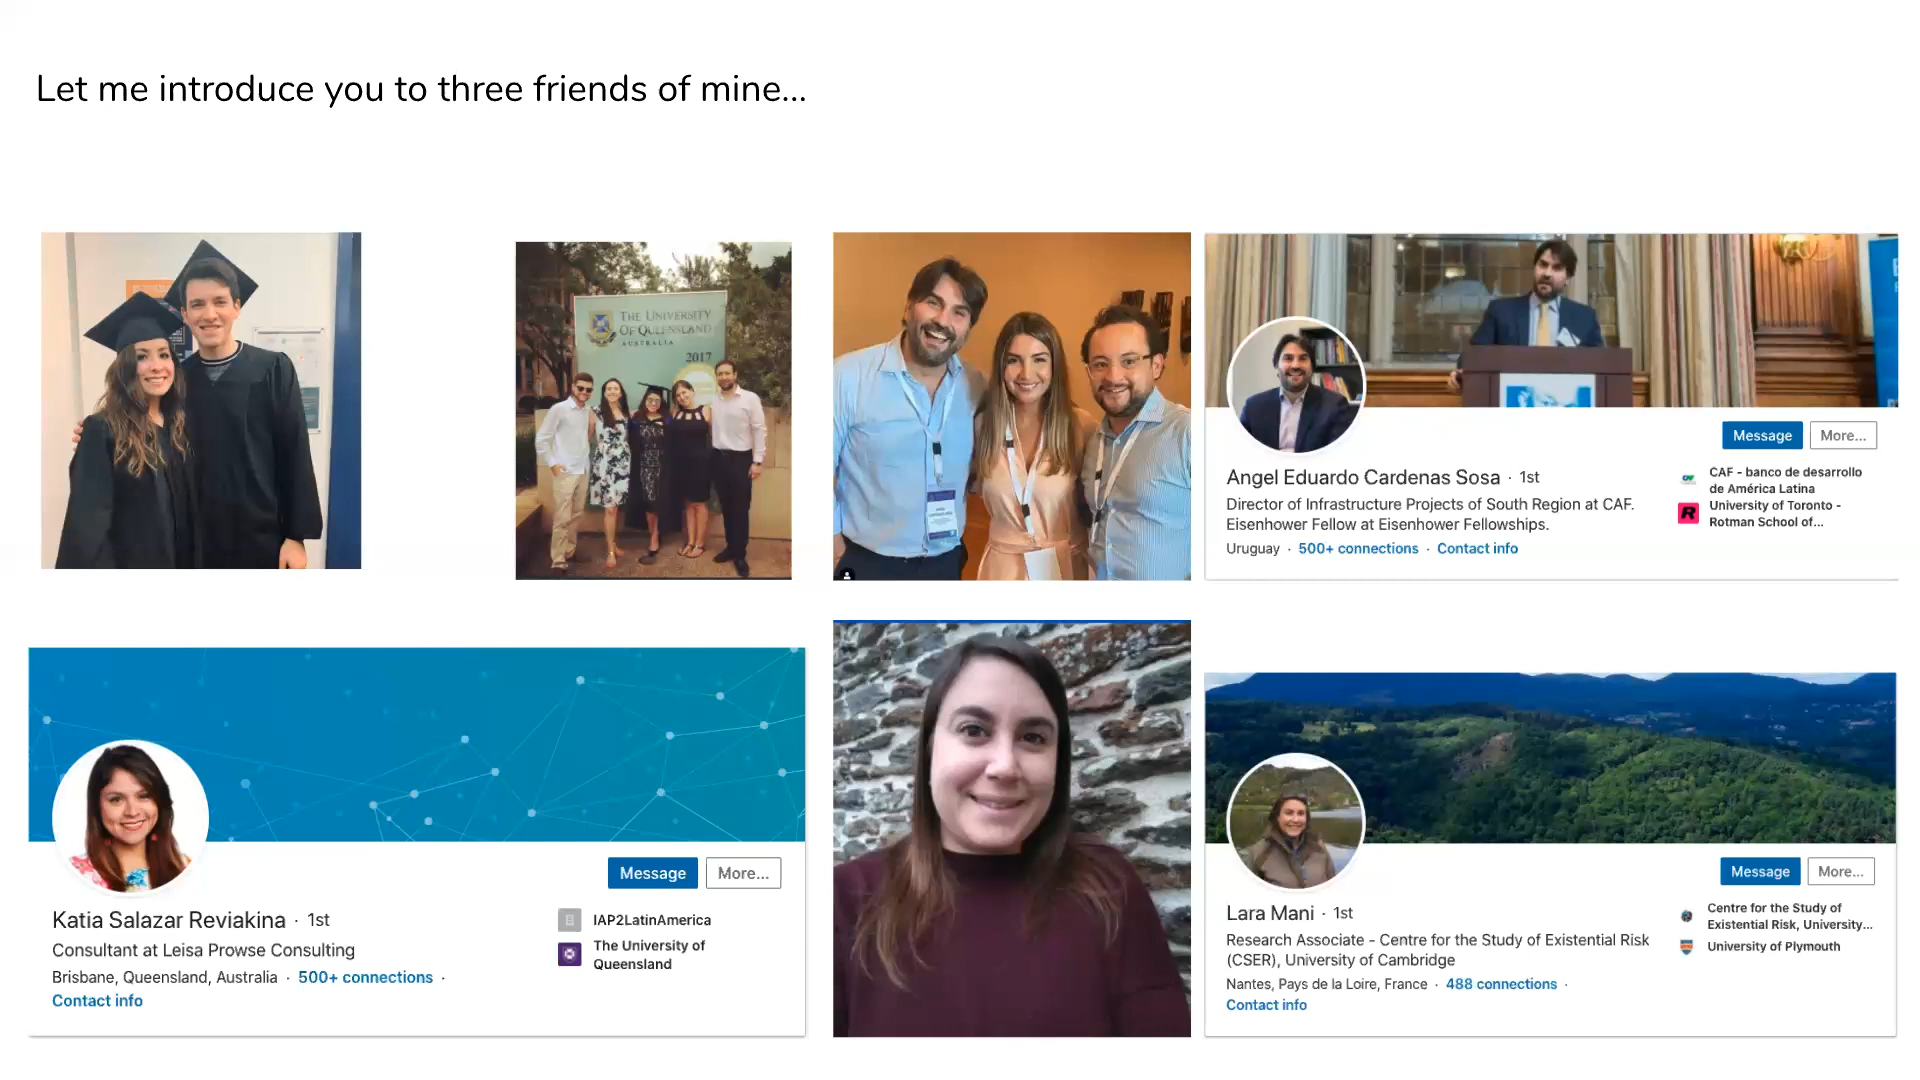 Let me introduce you to three friends of mine...
THE UNIVERSITY
OF QUEENSLAND
AUSTRALIA
2017
Message
More...
Angel Eduardo Cardenas Sosa · 1st
Director of Infrastructure Projects of South Region at CAF.
Eisenhower Fellow at Eisenhower Fellowships.
Uruguay · 500+ connections · Contact info
CAF - banco de desarrollo
de América Latina
University of Toronto -
Rotman School of...
Message
More...
Katia Salazar Reviakina · 1st
Consultant at Leisa Prowse Consulting
Brisbane, Queensland, Australia · 500+ connections ·
Contact info
IAP2LatinAmerica
The University of
Queensland
Message
More...
Lara Mani · 1st
Research Associate - Centre for the Study of Existential Risk
(CSER), University of Cambridge
Nantes, Pays de la Loire, France · 488 connections ·
Contact info
Centre for the Study of
Existential Risk, University...
University of Plymouth